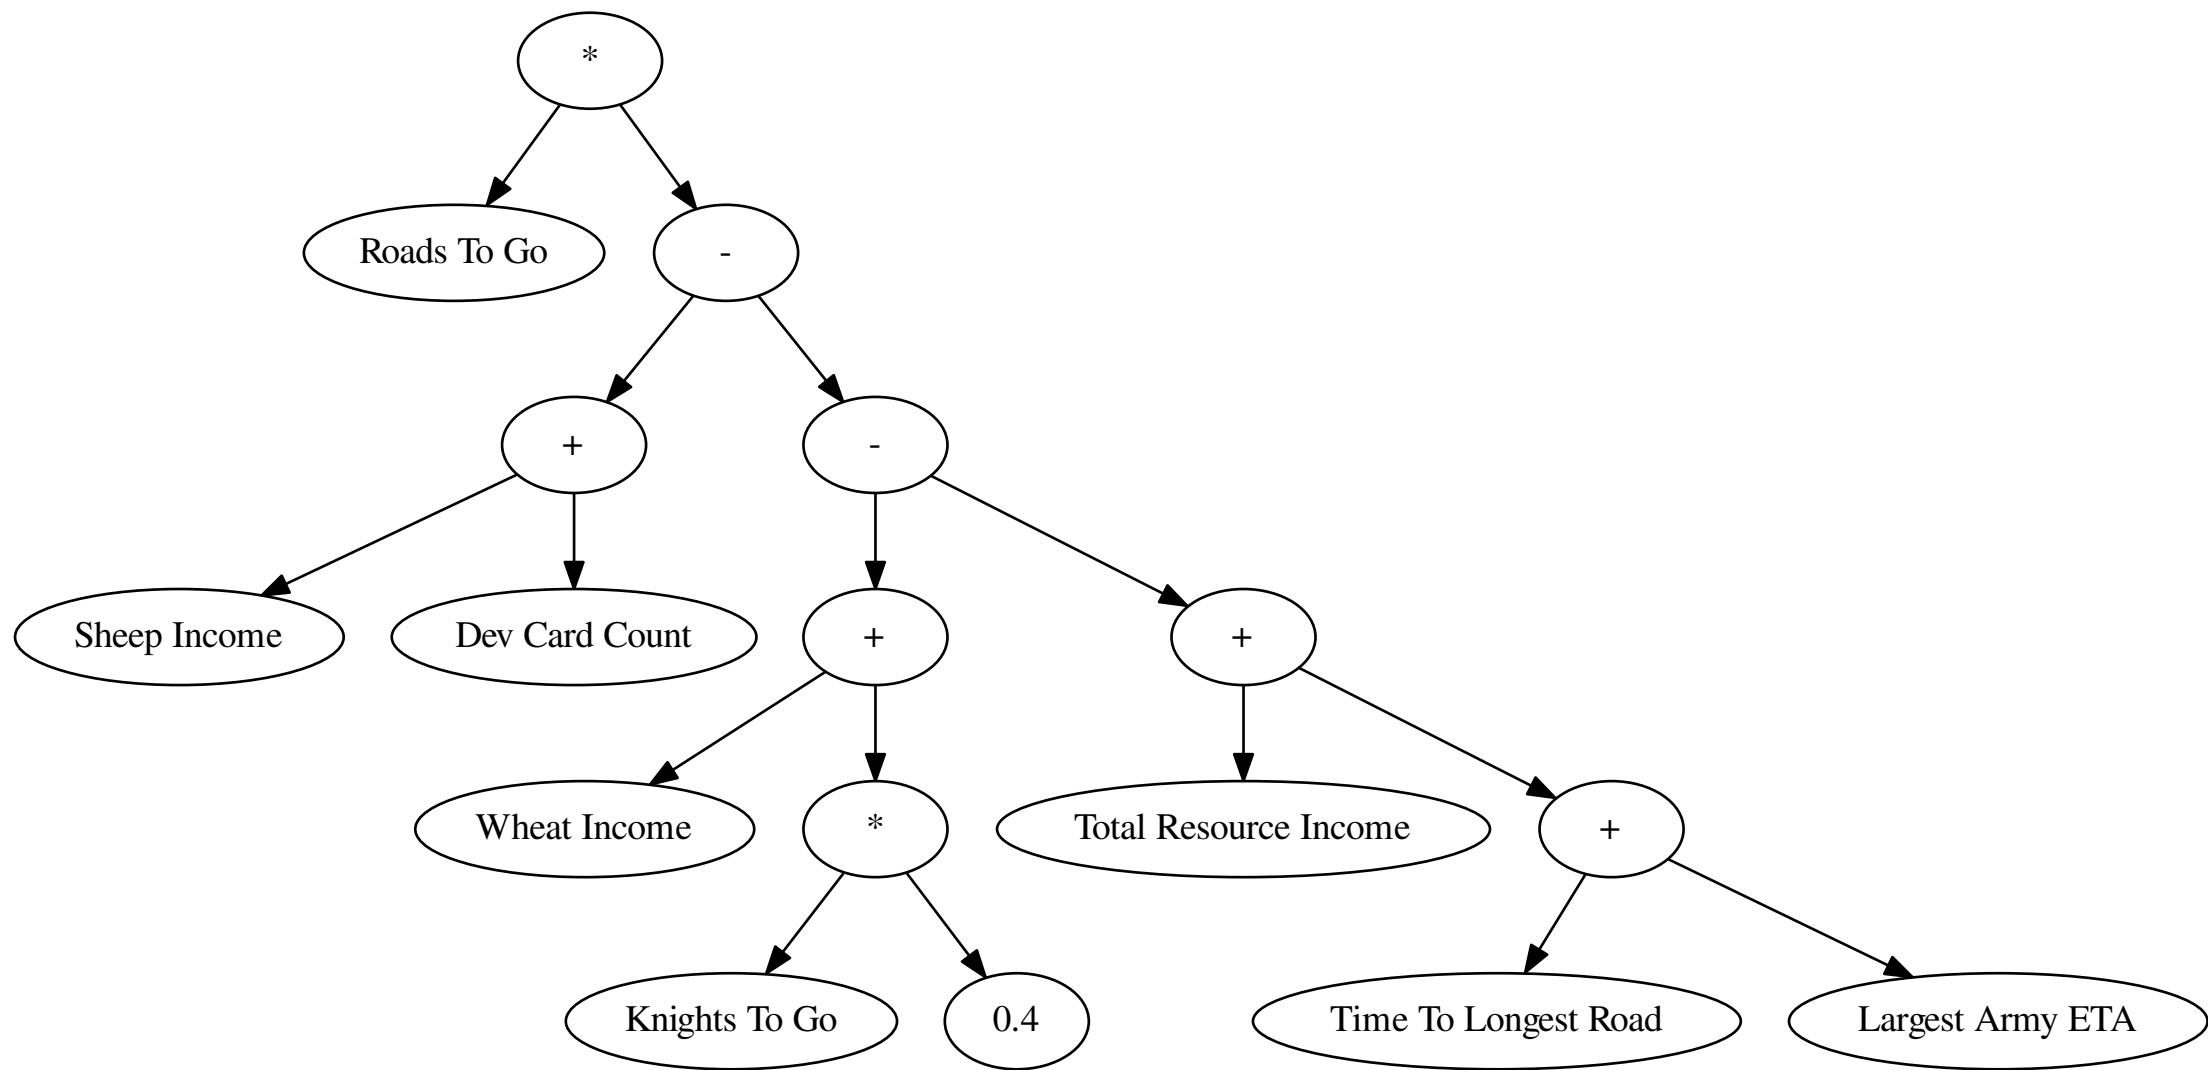 *
Roads To Go
-
+
-
Sheep Income
Dev Card Count
+
+
Wheat Income
*
Total Resource Income
+
Knights To Go
0.4
Time To Longest Road
Largest Army ETA